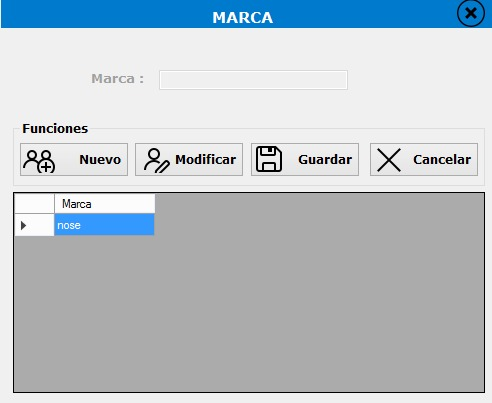 MARCA
Marca :
Funciones
Nuevo
Modificar
Guardar
Cancelar
Marca
nose